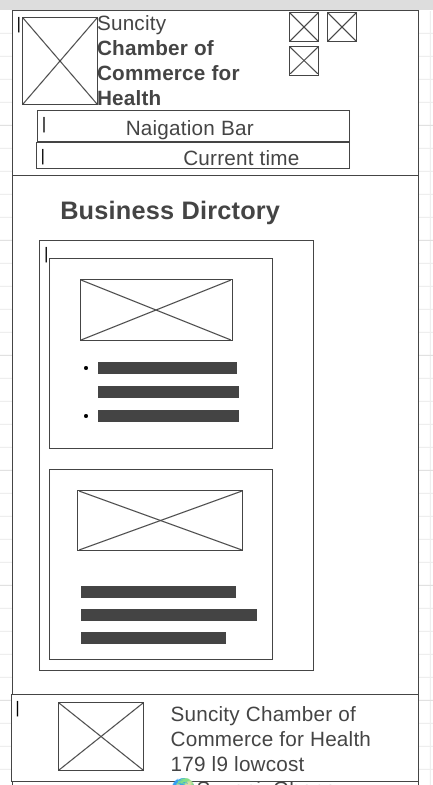 Suncity
Chamber of
Commerce for
Health
Naigation Bar
Current time
Business Dirctory
Suncity Chamber of
Commerce for Health
179 l9 lowcost